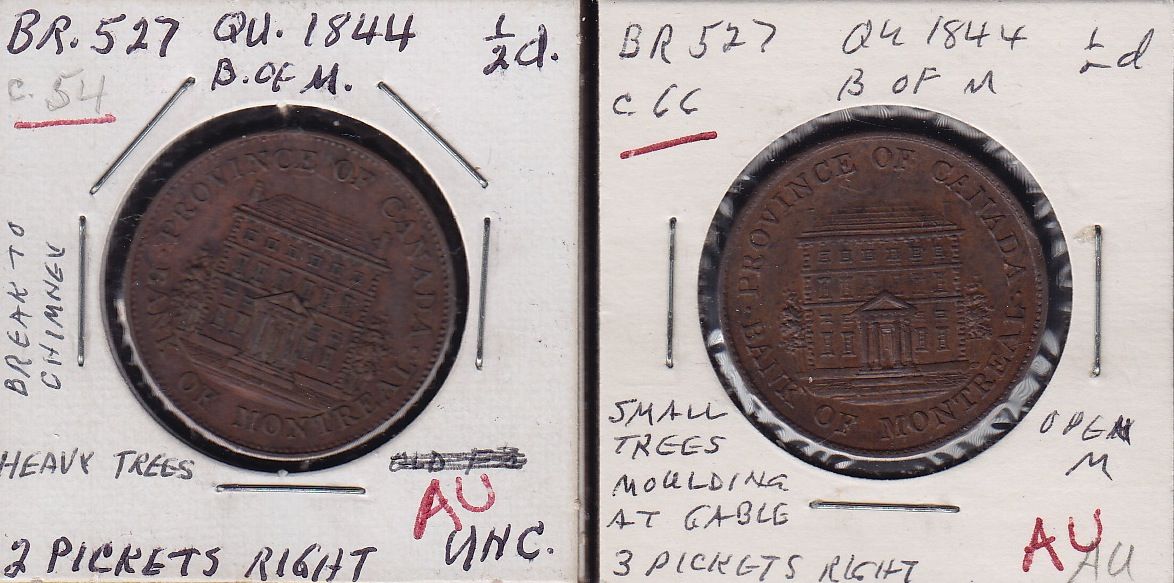 BR. 527 QU. 1844 ½d.
c. 54 B. OF M.
BREAK TO
CHIMNEY
PROVINCE OF CANADA
BANK OF MONTREAL
HEAVY TREES
AU
2 PICKETS RIGHT UNC.
BR 527 QU 1844 ½d
C 66 B OF M
PROVINCE OF CANADA
BANK OF MONTREAL
SMALL
TREES
MOULDING
AT GABLE
3 PICKETS RIGHT
OPEN
M
AU
AU